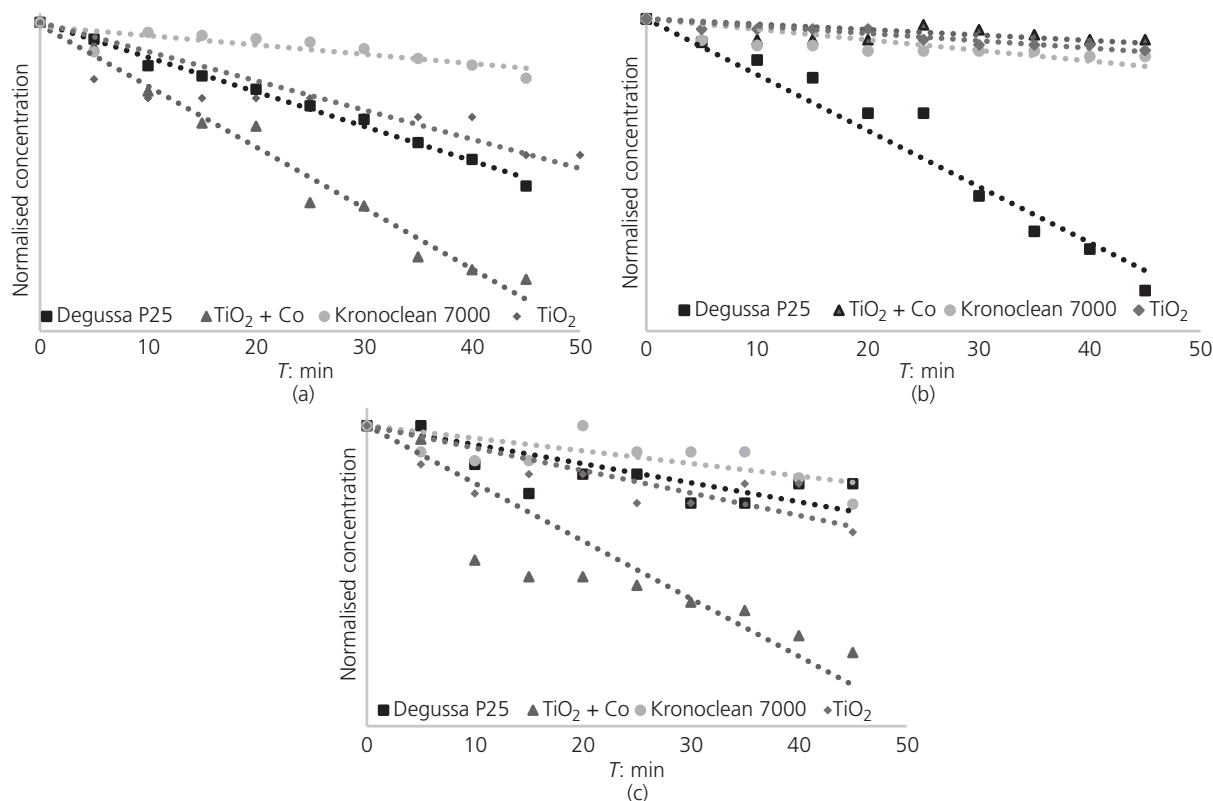 Normalised concentration
Degussa P25 TiO₂ + Co Kronoclean 7000 TiO₂
0 10 20 30 40 50
T: min
(a)
Normalised concentration
Degussa P25 TiO₂ + Co Kronoclean 7000 TiO₂
0 10 20 30 40 50
T: min
(b)
Normalised concentration
Degussa P25 TiO₂ + Co Kronoclean 7000 TiO₂
0 10 20 30 40 50
T: min
(c)